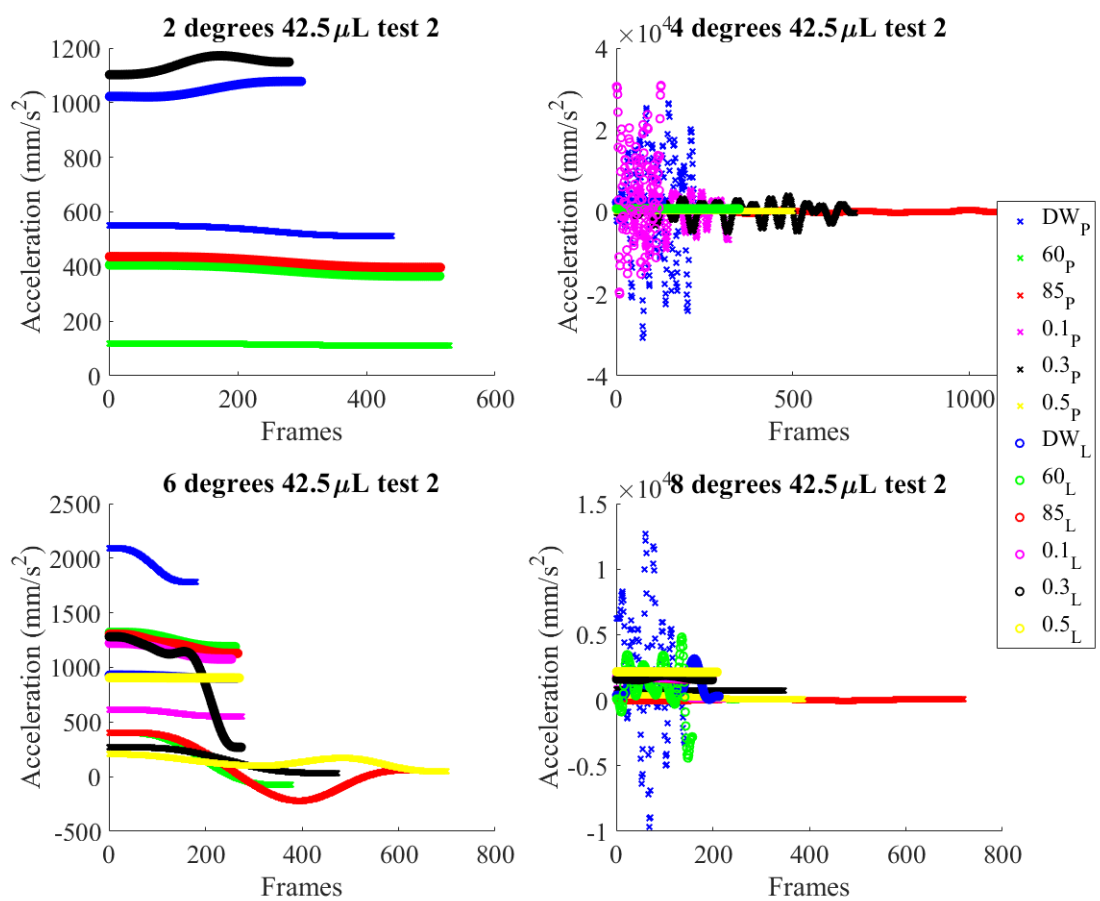 2 degrees 42.5μL test 2
Acceleration (mm/s²)
1200
1000
800
600
400
200
0
0 200 400 600
Frames
×10⁴
4 degrees 42.5μL test 2
Acceleration (mm/s²)
4
2
0
-2
-4
0 500 1000
Frames
DW_P
60_P
85_P
0.1_P
0.3_P
0.5_P
DW_L
60_L
85_L
0.1_L
0.3_L
0.5_L
6 degrees 42.5μL test 2
Acceleration (mm/s²)
2500
2000
1500
1000
500
0
-500
0 200 400 600 800
Frames
×10⁴
8 degrees 42.5μL test 2
Acceleration (mm/s²)
1.5
1
0.5
0
-0.5
-1
0 200 400 600 800
Frames